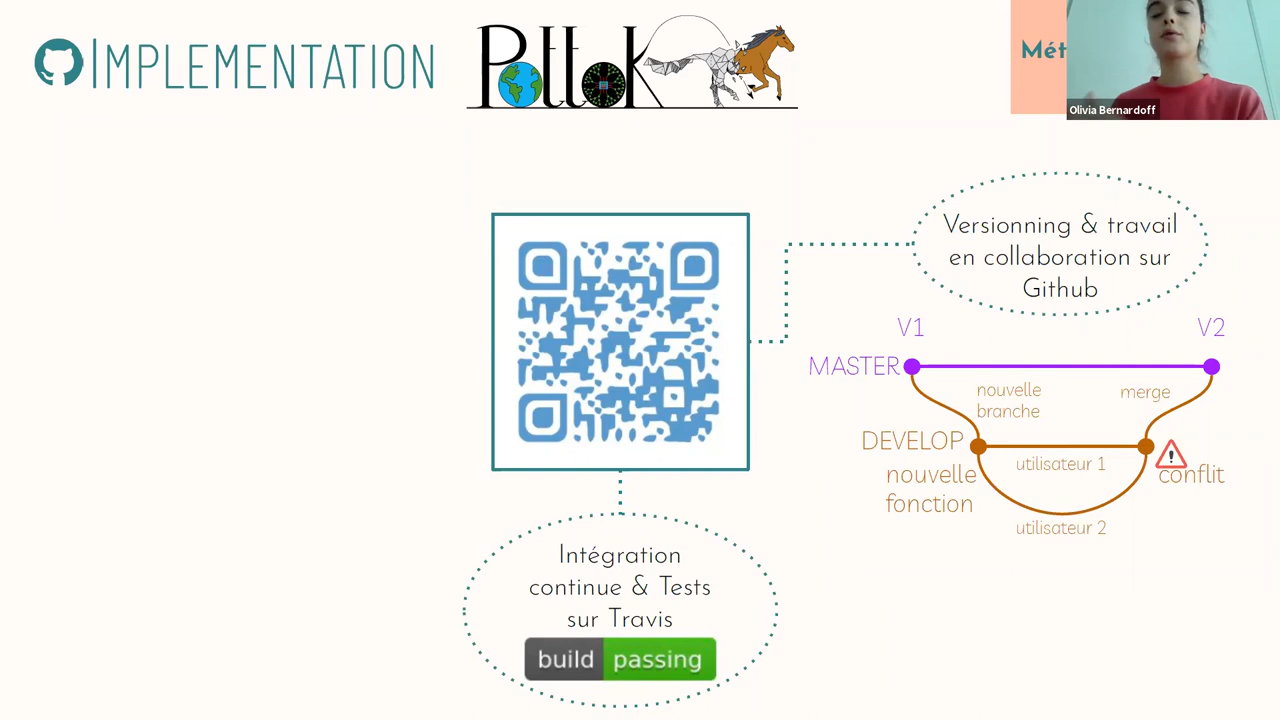 IMPLEMENTATION
Pottok
Mét
Olivia Bernardoff
Versionning & travail
en collaboration sur
Github
V1
V2
MASTER
nouvelle
branche
merge
DEVELOP
utilisateur 1
nouvelle
fonction
conflit
utilisateur 2
Intégration
continue & Tests
sur Travis
build passing